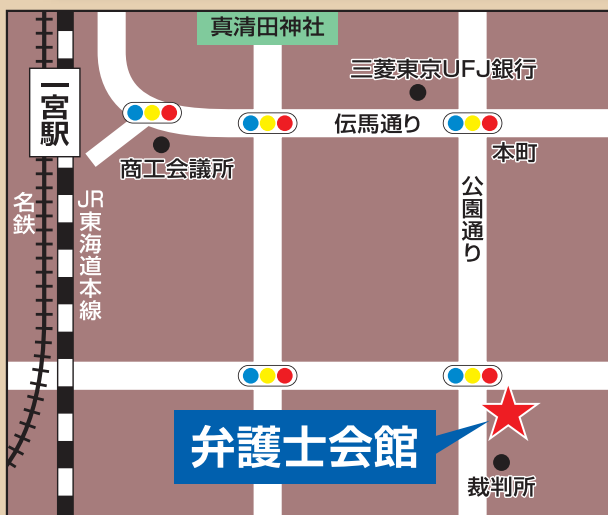 真清田神社
三菱東京UFJ銀行
一宮駅
伝馬通り
本町
商工会議所
名鉄
JR東海道本線
公園通り
弁護士会館
裁判所